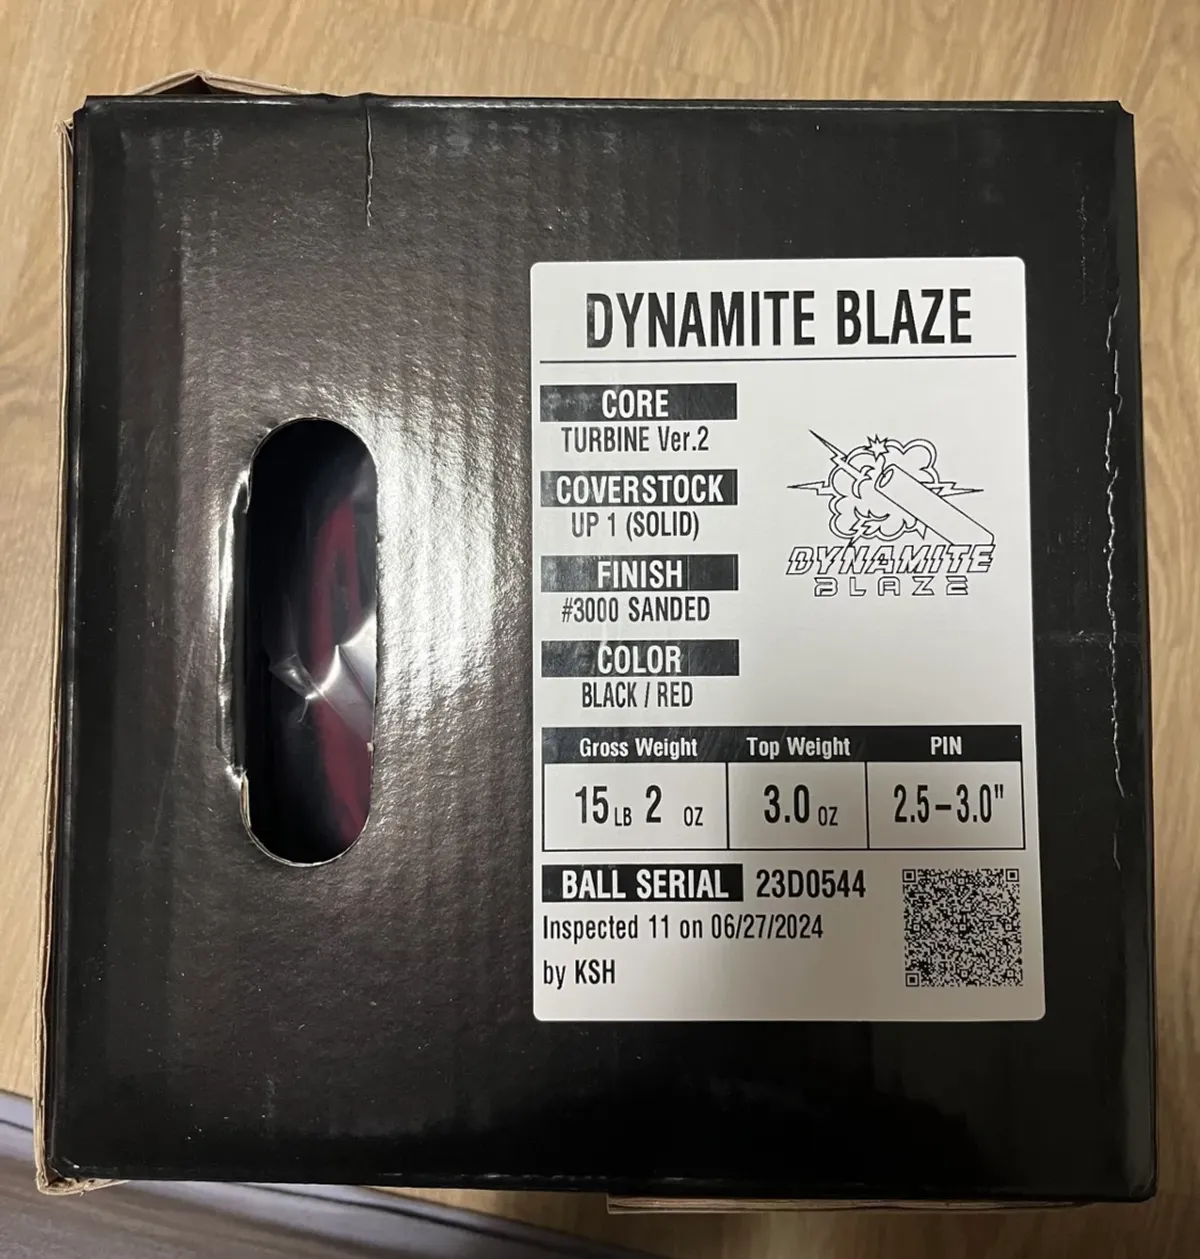 DYNAMITE BLAZE
CORE
TURBINE Ver.2
COVERSTOCK
UP 1 (SOLID)
FINISH
#3000 SANDED
COLOR
BLACK / RED
DYNAMITE
BLAZE
Gross Weight Top Weight PIN
15 LB 2 OZ 3.0 OZ 2.5-3.0"
BALL SERIAL 23D0544
Inspected 11 on 06/27/2024
by KSH